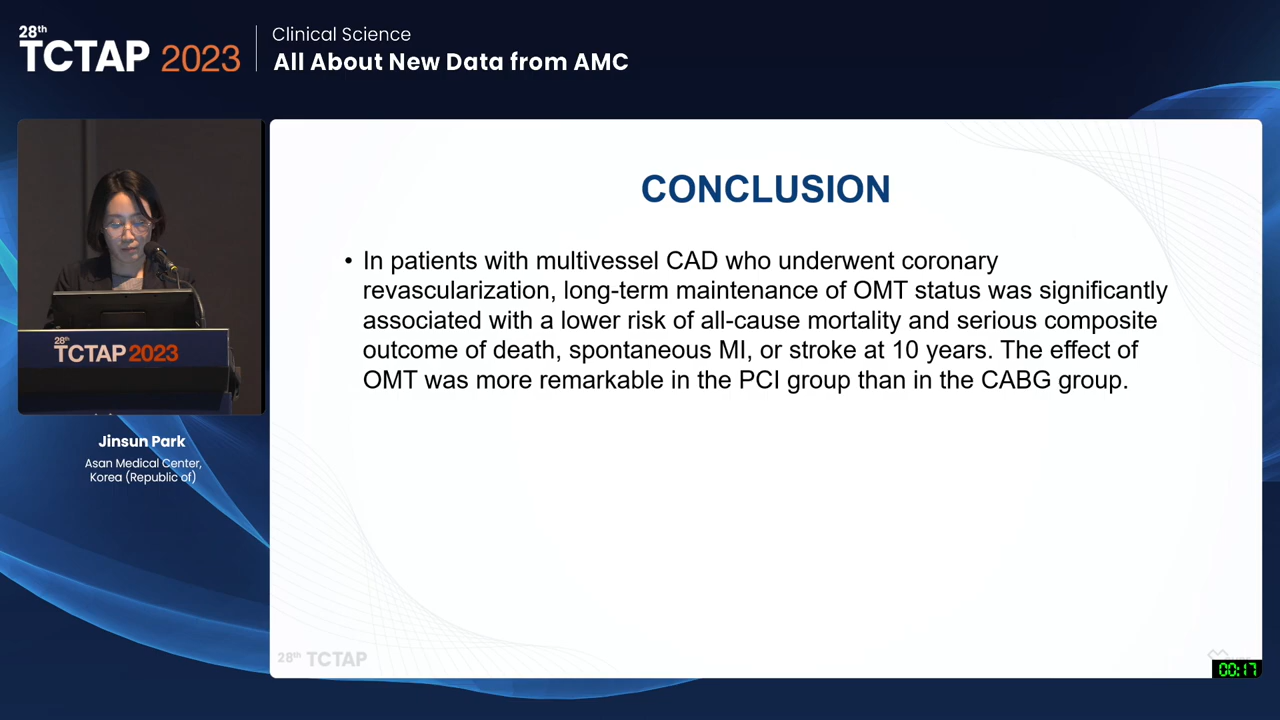 28th
TCTAP 2023
Clinical Science
All About New Data from AMC
28th
TCTAP 2023
Jinsun Park
Asan Medical Center,
Korea (Republic of)
CONCLUSION
• In patients with multivessel CAD who underwent coronary
revascularization, long-term maintenance of OMT status was significantly
associated with a lower risk of all-cause mortality and serious composite
outcome of death, spontaneous MI, or stroke at 10 years. The effect of
OMT was more remarkable in the PCI group than in the CABG group.
28th TCTAP
00:17